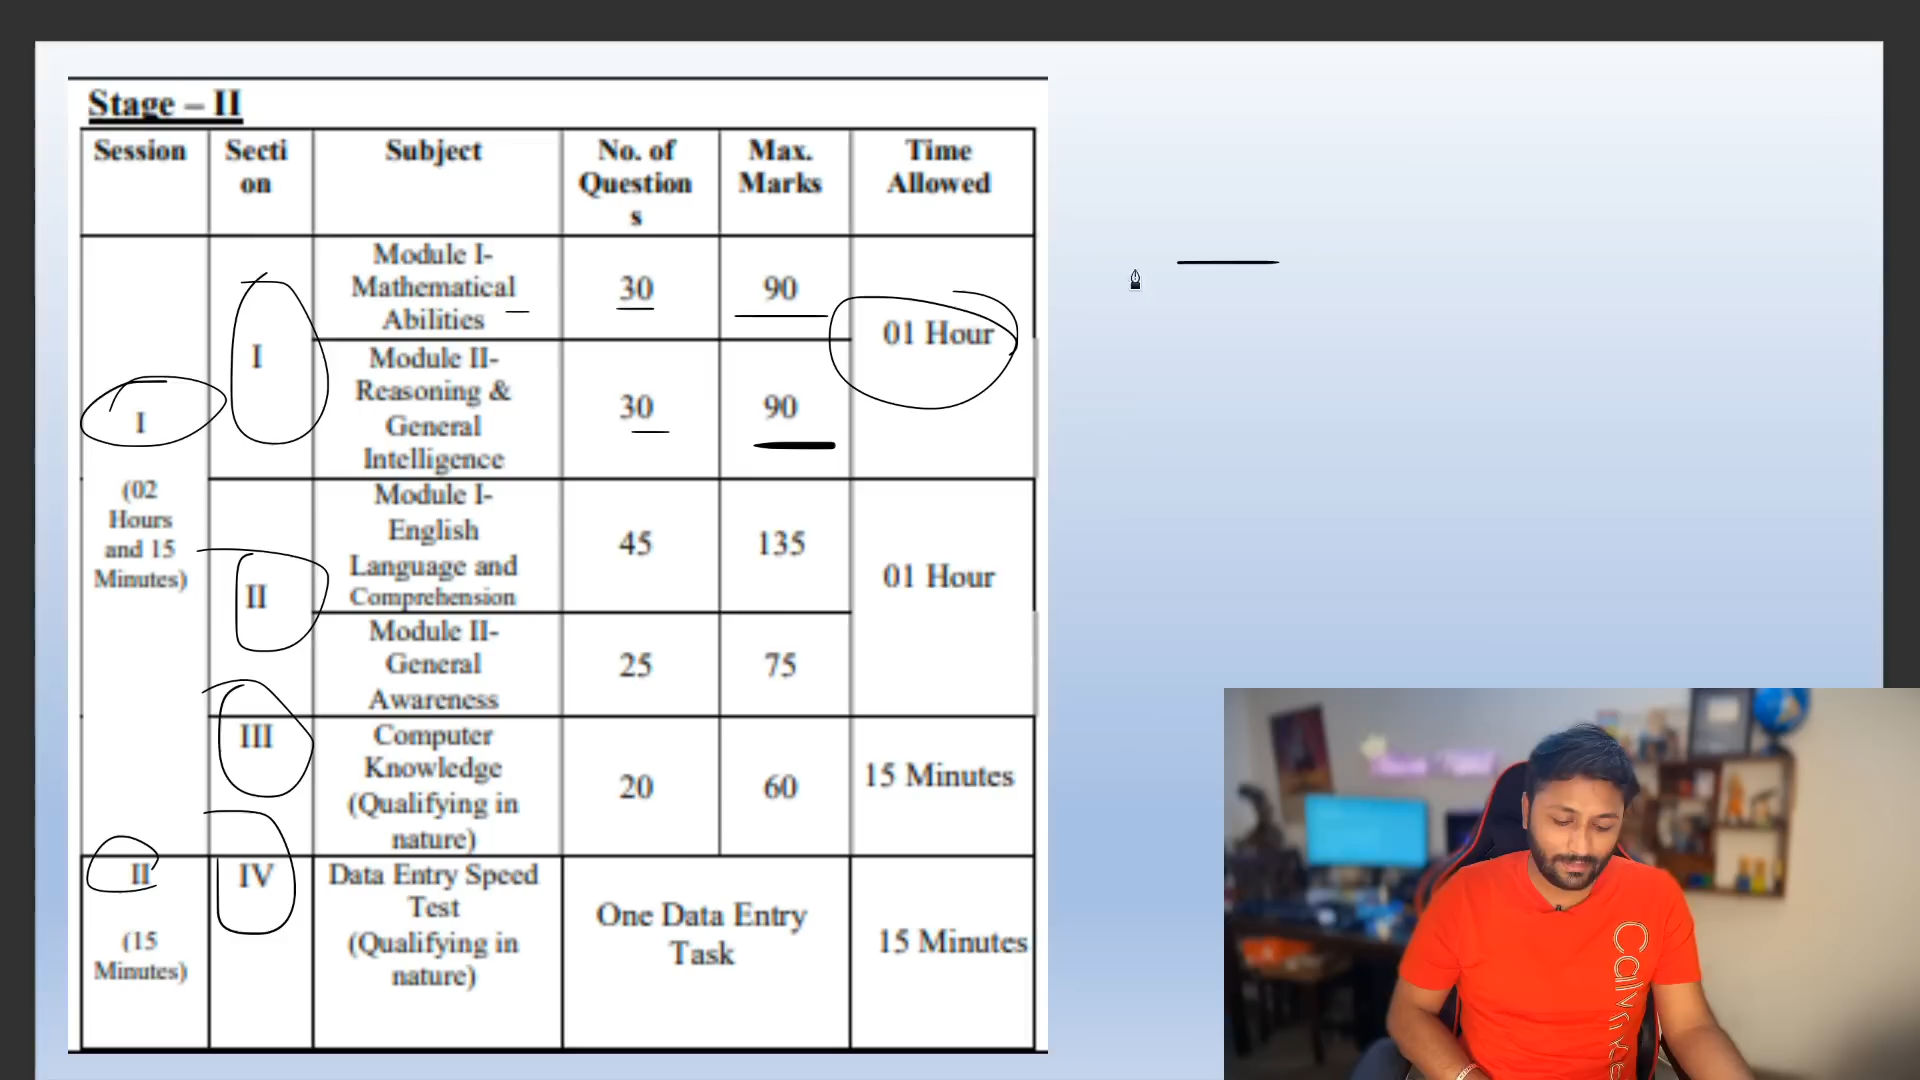 Stage – II
Session
Secti
on
Subject
No. of
Question
s
Max.
Marks
Time
Allowed
I
(02
Hours
and 15
Minutes)
I
Module I-
Mathematical
Abilities
30
90
01 Hour
Module II-
Reasoning &
General
Intelligence
30
90
II
Module I-
English
Language and
Comprehension
45
135
01 Hour
Module II-
General
Awareness
25
75
III
Computer
Knowledge
(Qualifying in
nature)
20
60
15 Minutes
II
(15
Minutes)
IV
Data Entry Speed
Test
(Qualifying in
nature)
One Data Entry
Task
15 Minutes